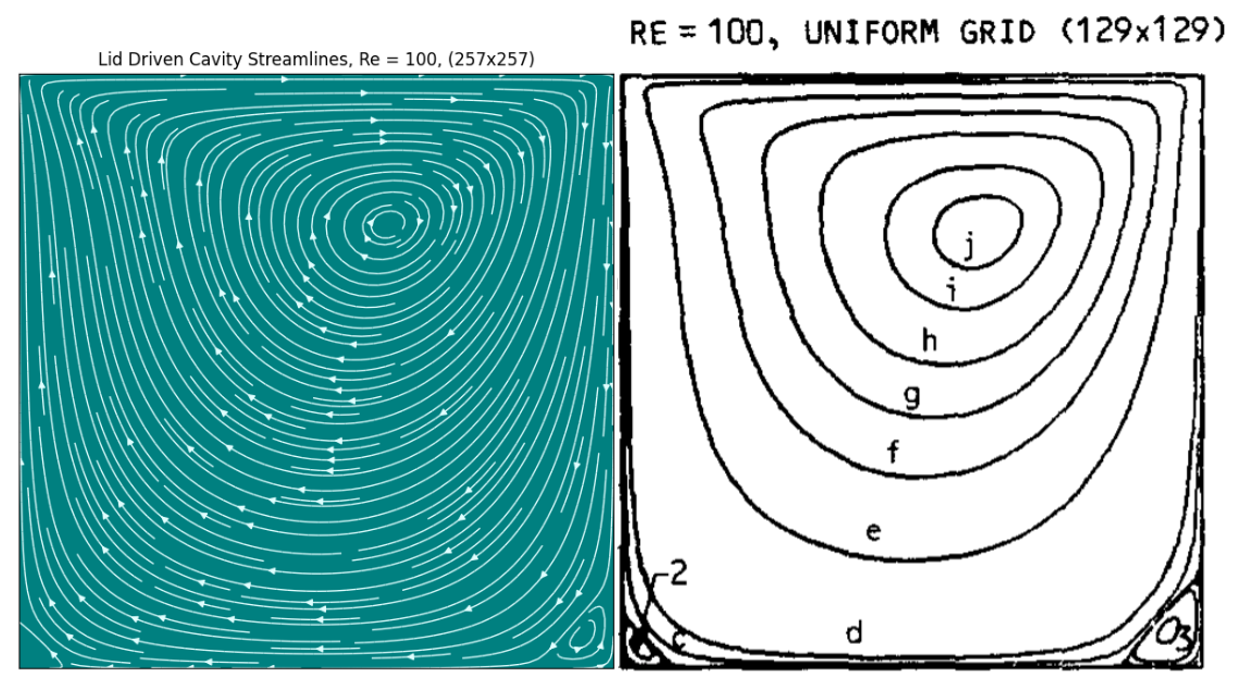 Lid Driven Cavity Streamlines, Re = 100, (257x257)
RE = 100, UNIFORM GRID (129x129)
j
i
h
g
f
e
2
c
d
3